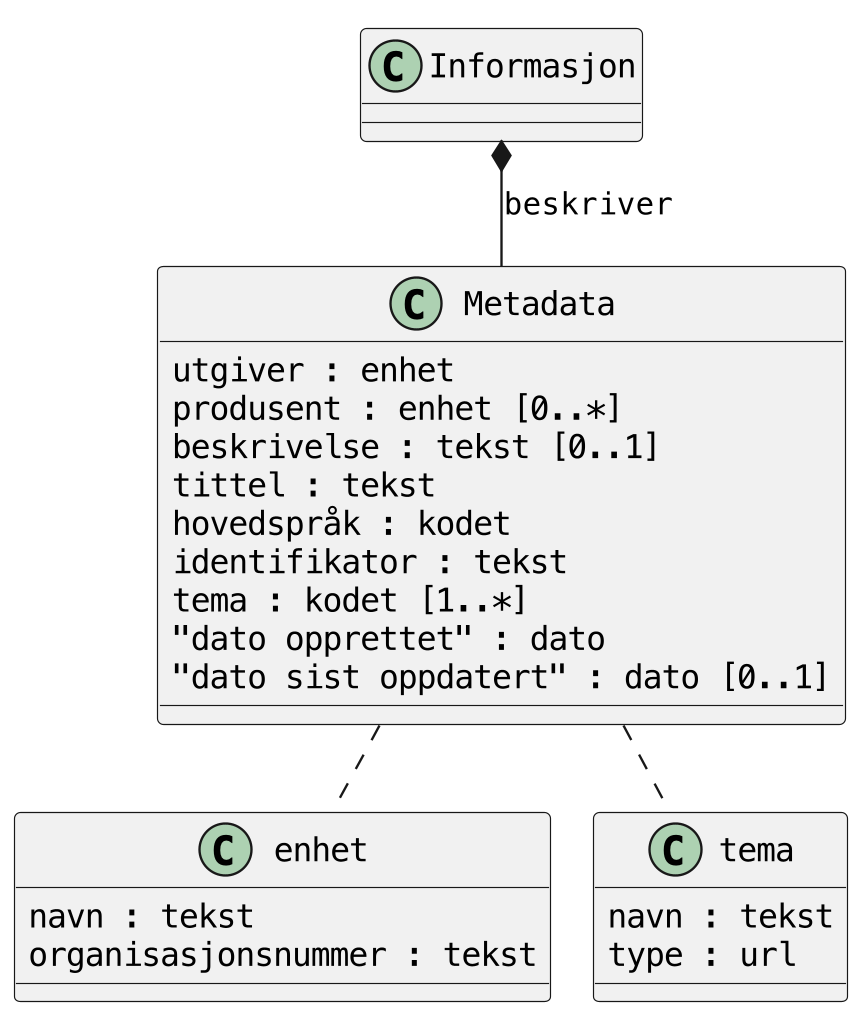 C Informasjon
beskriver
C Metadata
utgiver : enhet
produsent : enhet [0..*]
beskrivelse : tekst [0..1]
tittel : tekst
hovedspråk : kodet
identifikator : tekst
tema : kodet [1..*]
"dato opprettet" : dato
"dato sist oppdatert" : dato [0..1]
C enhet
navn : tekst
organisasjonsnummer : tekst
C tema
navn : tekst
type : url